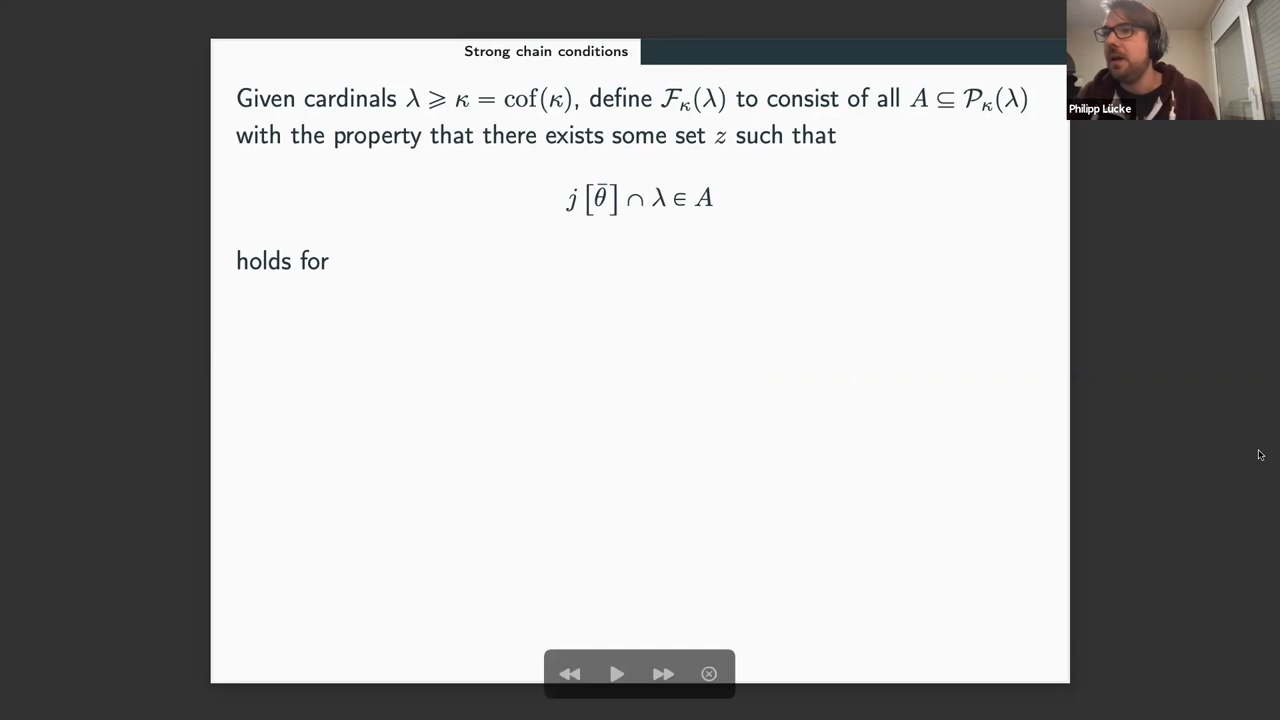 Strong chain conditions
Given cardinals λ ⩾ κ = cof(κ), define 𝓕_κ(λ) to consist of all A ⊆ 𝓟_κ(λ)
with the property that there exists some set z such that
j [θ̄] ∩ λ ∈ A
holds for
Philipp Lücke